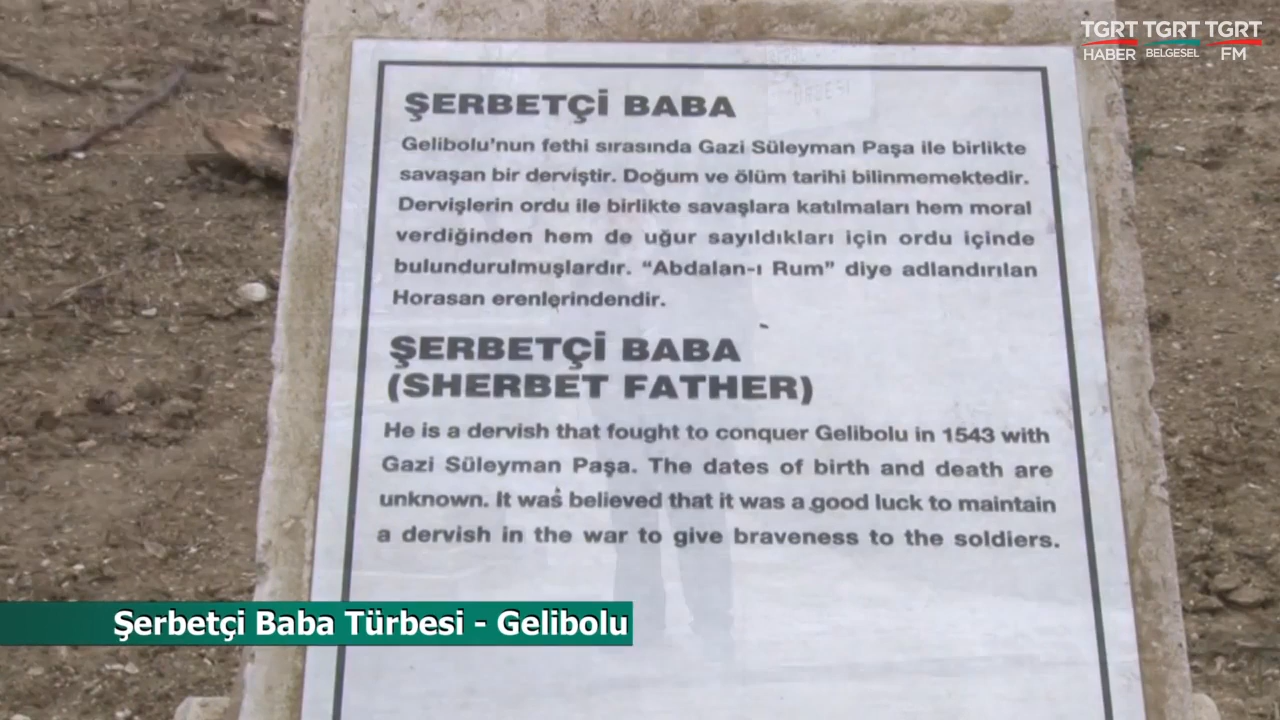 TGRT HABER TGRT BELGESEL TGRT FM
ŞERBETÇİ BABA
Gelibolu'nun fethi sırasında Gazi Süleyman Paşa ile birlikte
savaşan bir derviştir. Doğum ve ölüm tarihi bilinmemektedir.
Dervişlerin ordu ile birlikte savaşlara katılmaları hem moral
verdiğinden hem de uğur sayıldıkları için ordu içinde
bulundurulmuşlardır. “Abdalan-ı Rum” diye adlandırılan
Horasan erenlerindendir.
ŞERBETÇİ BABA
(SHERBET FATHER)
He is a dervish that fought to conquer Gelibolu in 1543 with
Gazi Süleyman Paşa. The dates of birth and death are
unknown. It was believed that it was a good luck to maintain
a dervish in the war to give braveness to the soldiers.
Şerbetçi Baba Türbesi - Gelibolu